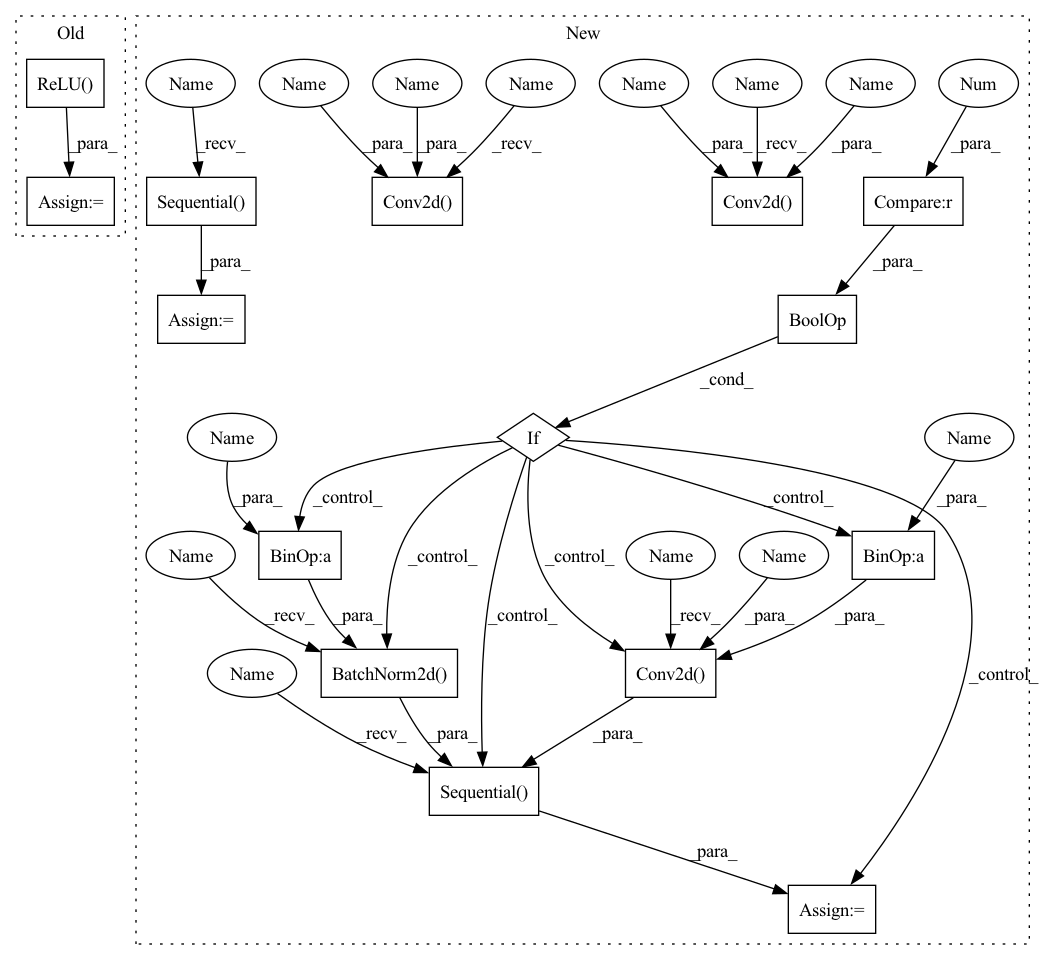 Old
New
ReLU()
Name
Name
Name
Name
Name
Name
Name
Num
_para_
_recv_
_para_
_para_
_recv_
_para_
_recv_
_para_
_para_
Assign:=
Sequential()
Conv2d()
Conv2d()
Compare:r
_para_
_para_
Assign:=
BoolOp
_cond_
Name
If
Name
_para_
_control_
_control_
_para_
Name
BinOp:a
_control_
_control_
Name
Name
BinOp:a
_recv_
_para_
_control_
_recv_
_para_
_para_
Name
BatchNorm2d()
Conv2d()
_control_
_recv_
_para_
_para_
Sequential()
_para_
Assign:=